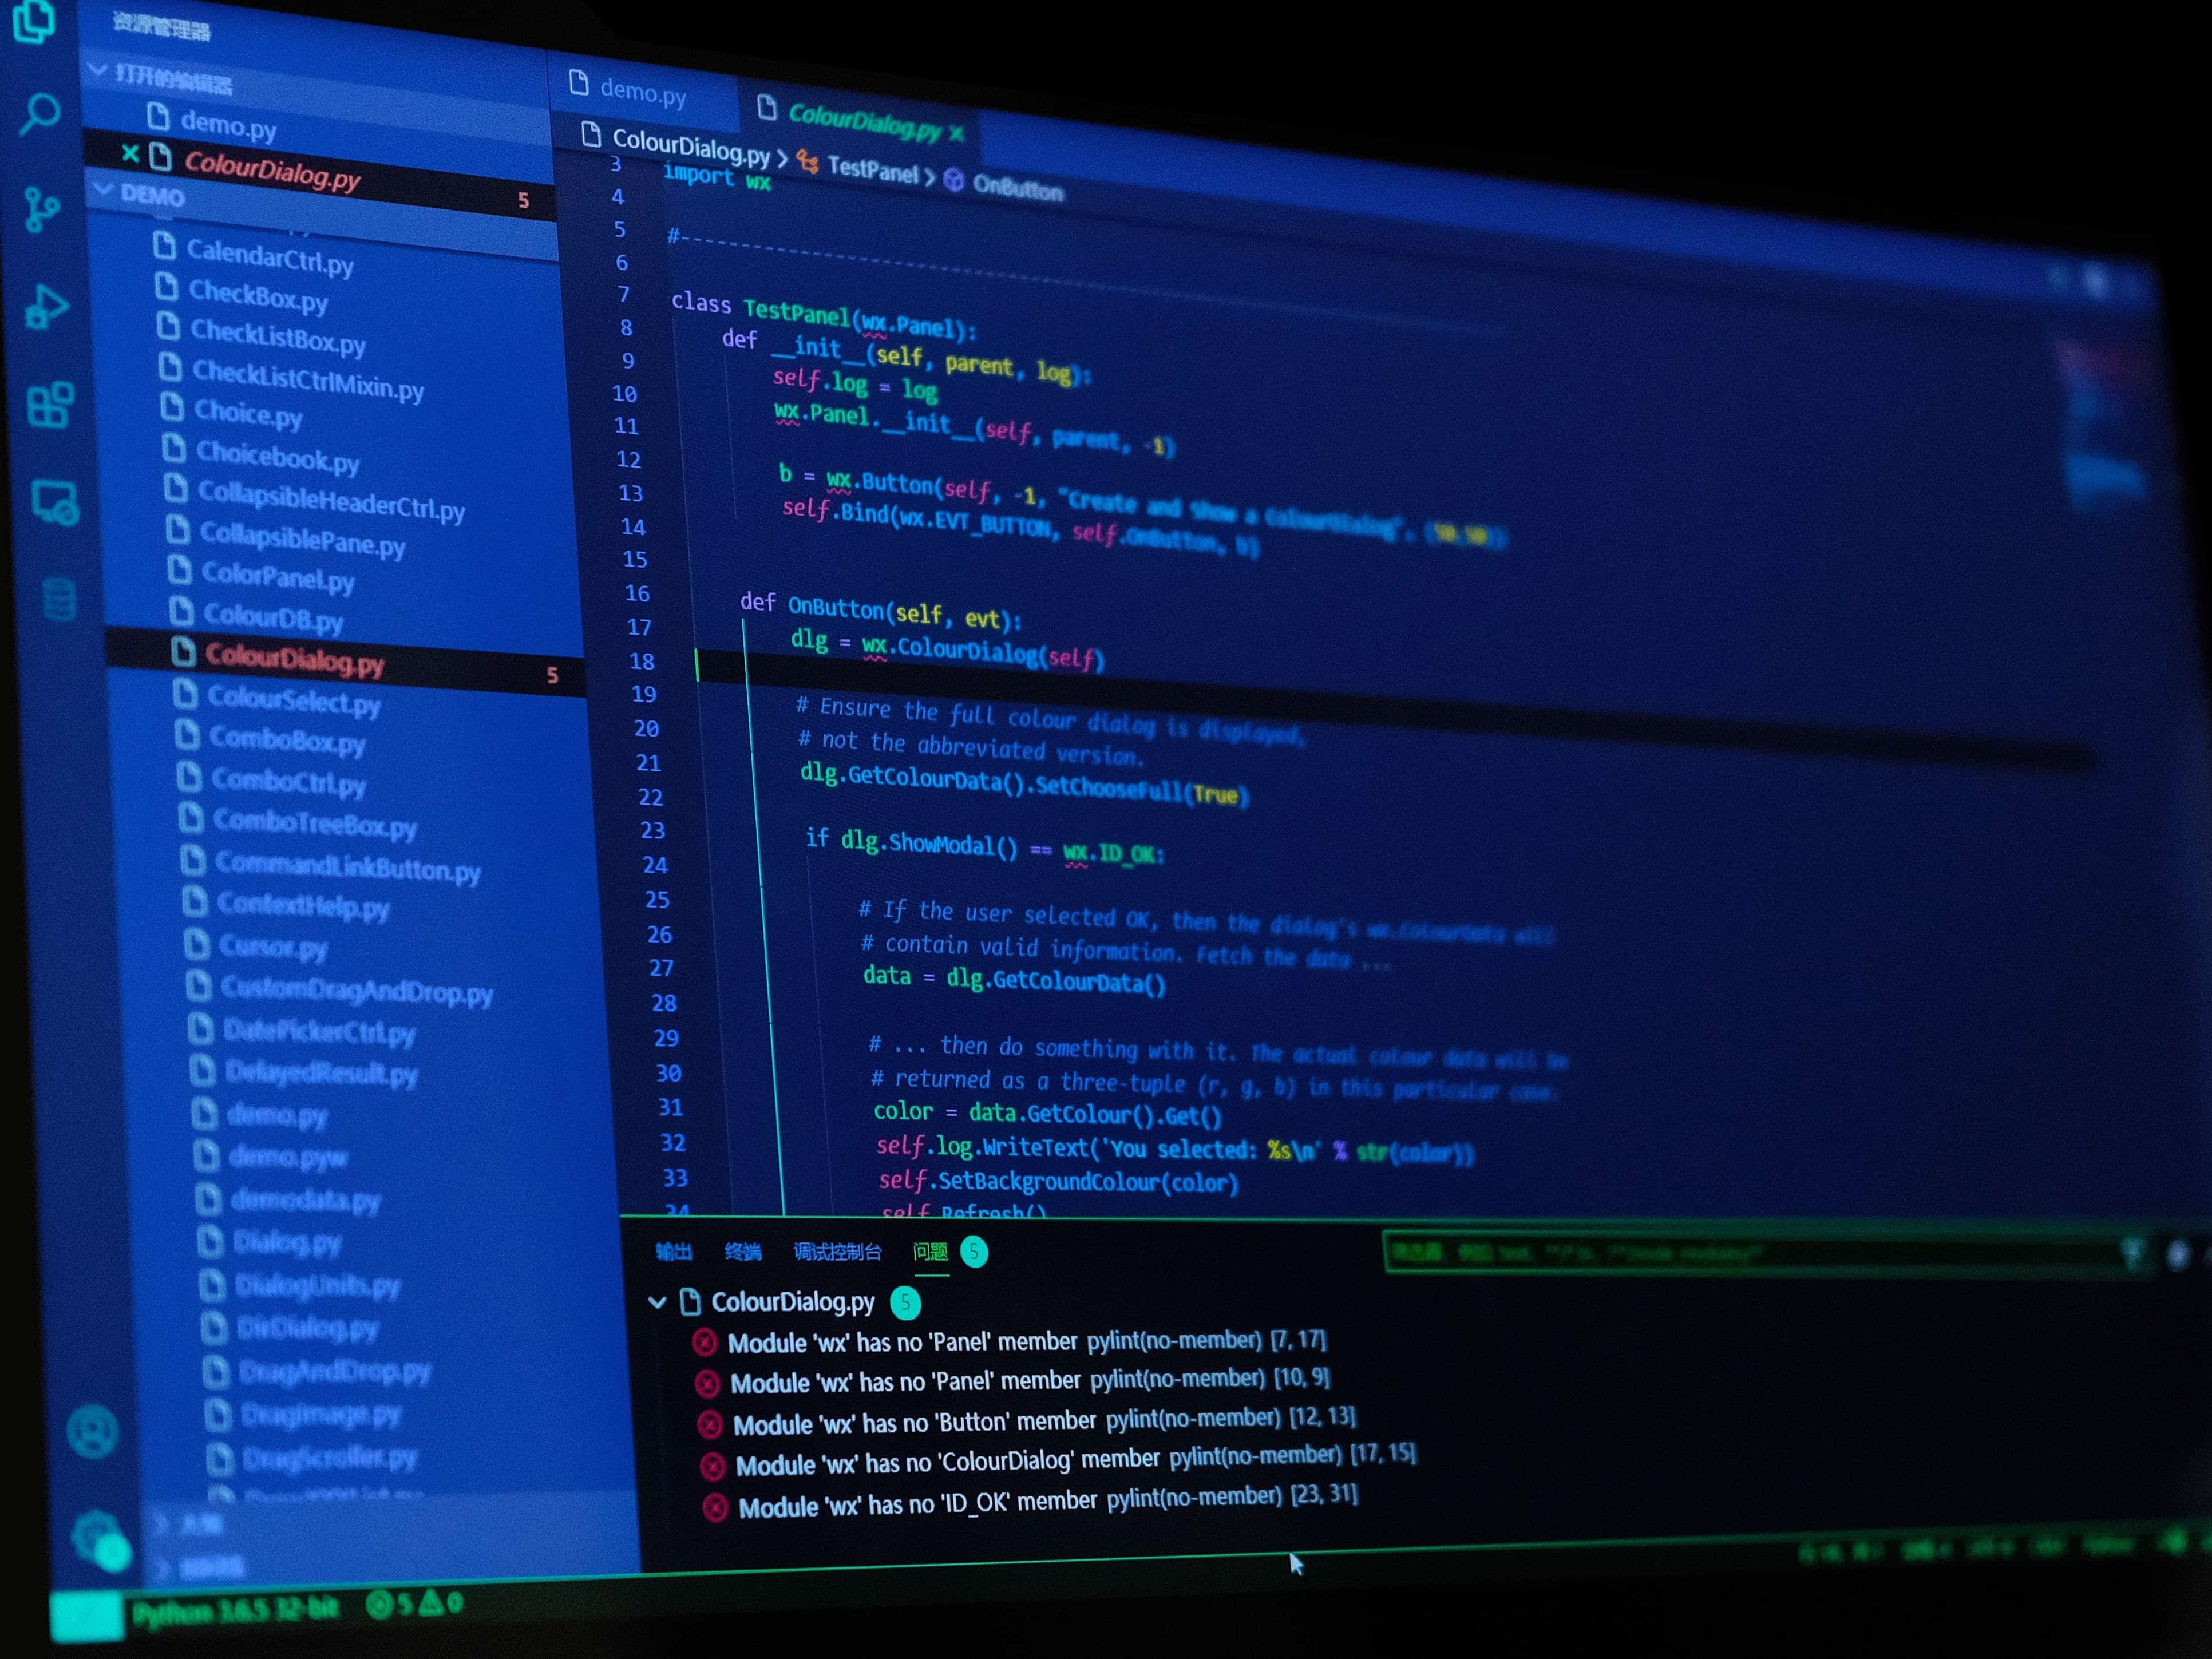 资源管理器
打开的编辑器
demo.py
ColourDialog.py 5
DEMO
CalendarCtrl.py
CheckBox.py
CheckListBox.py
CheckListCtrlMixin.py
Choice.py
Choicebook.py
CollapsibleHeaderCtrl.py
CollapsiblePane.py
ColorPanel.py
ColourDB.py
ColourDialog.py 5
ColourSelect.py
ComboBox.py
ComboCtrl.py
ComboTreeBox.py
CommandLinkButton.py
ContextHelp.py
Cursor.py
CustomDragAndDrop.py
DatePickerCtrl.py
DelayedResult.py
demo.py
demo.pyw
demodata.py
Dialog.py
DialogUnits.py
DirDialog.py
DragAndDrop.py
DragImage.py
DragScroller.py
demo.py ColourDialog.py
ColourDialog.py > TestPanel > OnButton
3 import wx
4
5 #--------------------------------
6
7 class TestPanel(wx.Panel):
8 def __init__(self, parent, log):
9 self.log = log
10 wx.Panel.__init__(self, parent, -1)
11
12 b = wx.Button(self, -1, "Create and Show a ColourDialog", (50,50))
13 self.Bind(wx.EVT_BUTTON, self.OnButton, b)
14
15
16 def OnButton(self, evt):
17 dlg = wx.ColourDialog(self)
18
19 # Ensure the full colour dialog is displayed,
20 # not the abbreviated version.
21 dlg.GetColourData().SetChooseFull(True)
22
23 if dlg.ShowModal() == wx.ID_OK:
24
25 # If the user selected OK, then the dialog's wx.ColourData will
26 # contain valid information. Fetch the data ...
27 data = dlg.GetColourData()
28
29 # ... then do something with it. The actual colour data will be
30 # returned as a three-tuple (r, g, b) in this particular case.
31 color = data.GetColour().Get()
32 self.log.WriteText('You selected: %s\n' % str(color))
33 self.SetBackgroundColour(color)
34 self.Refresh()
输出 终端 调试控制台 问题 5
ColourDialog.py 5
Module 'wx' has no 'Panel' member pylint(no-member) [7, 17]
Module 'wx' has no 'Panel' member pylint(no-member) [10, 9]
Module 'wx' has no 'Button' member pylint(no-member) [12, 13]
Module 'wx' has no 'ColourDialog' member pylint(no-member) [17, 15]
Module 'wx' has no 'ID_OK' member pylint(no-member) [23, 31]
Python 3.6.5 32-bit 5 0